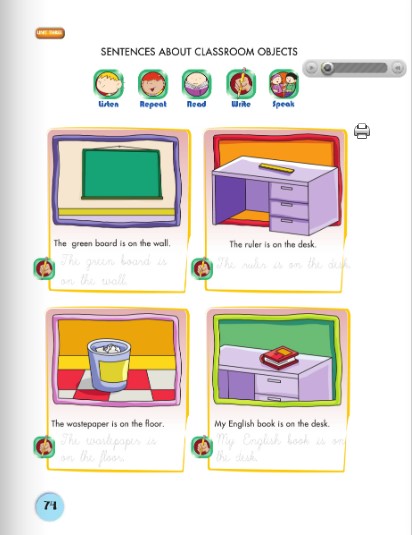 SENTENCES ABOUT CLASSROOM OBJECTS
Listen Repeat Read Write Speak
The green board is on the wall.
The green board is
on the wall.
The ruler is on the desk.
The ruler is on the desk.
The wastepaper is on the floor.
The wastepaper is
on the floor.
My English book is on the desk.
My English book is on
the desk.
74